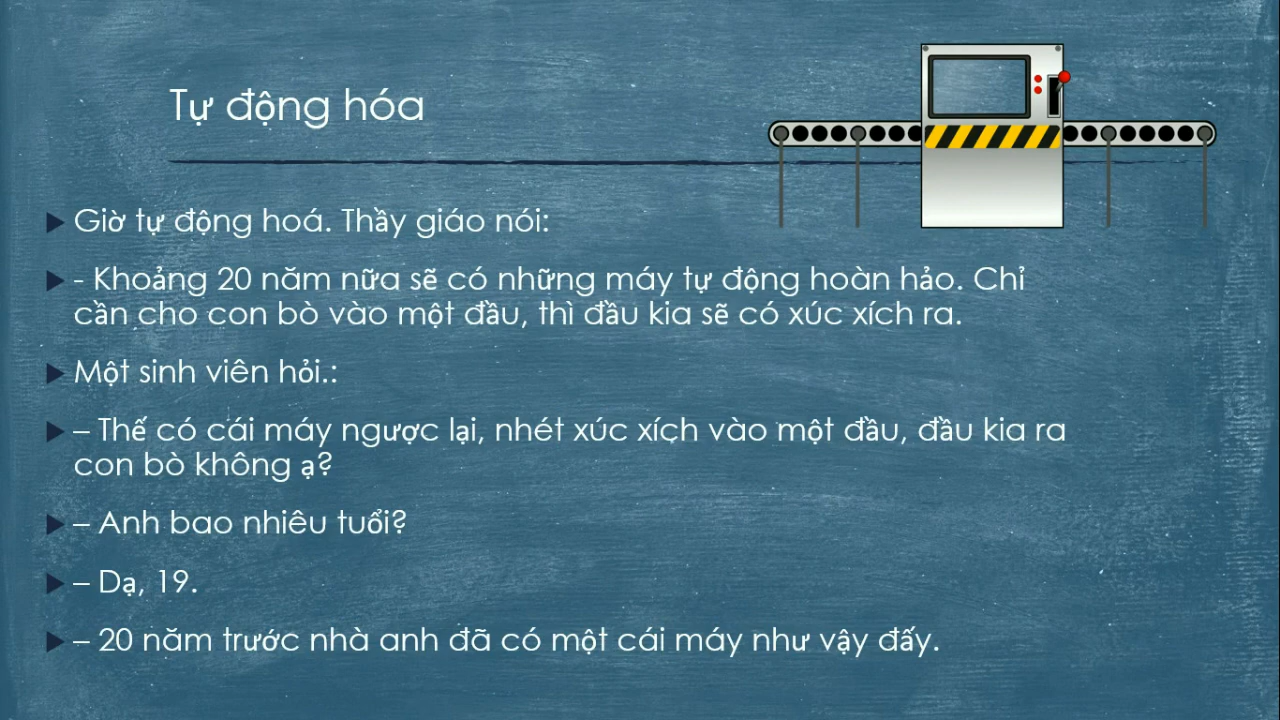 Tự động hóa
Giờ tự động hoá. Thầy giáo nói:
- Khoảng 20 năm nữa sẽ có những máy tự động hoàn hảo. Chỉ
cần cho con bò vào một đầu, thì đầu kia sẽ có xúc xích ra.
Một sinh viên hỏi.:
– Thế có cái máy ngược lại, nhét xúc xích vào một đầu, đầu kia ra
con bò không ạ?
– Anh bao nhiêu tuổi?
– Dạ, 19.
– 20 năm trước nhà anh đã có một cái máy như vậy đấy.